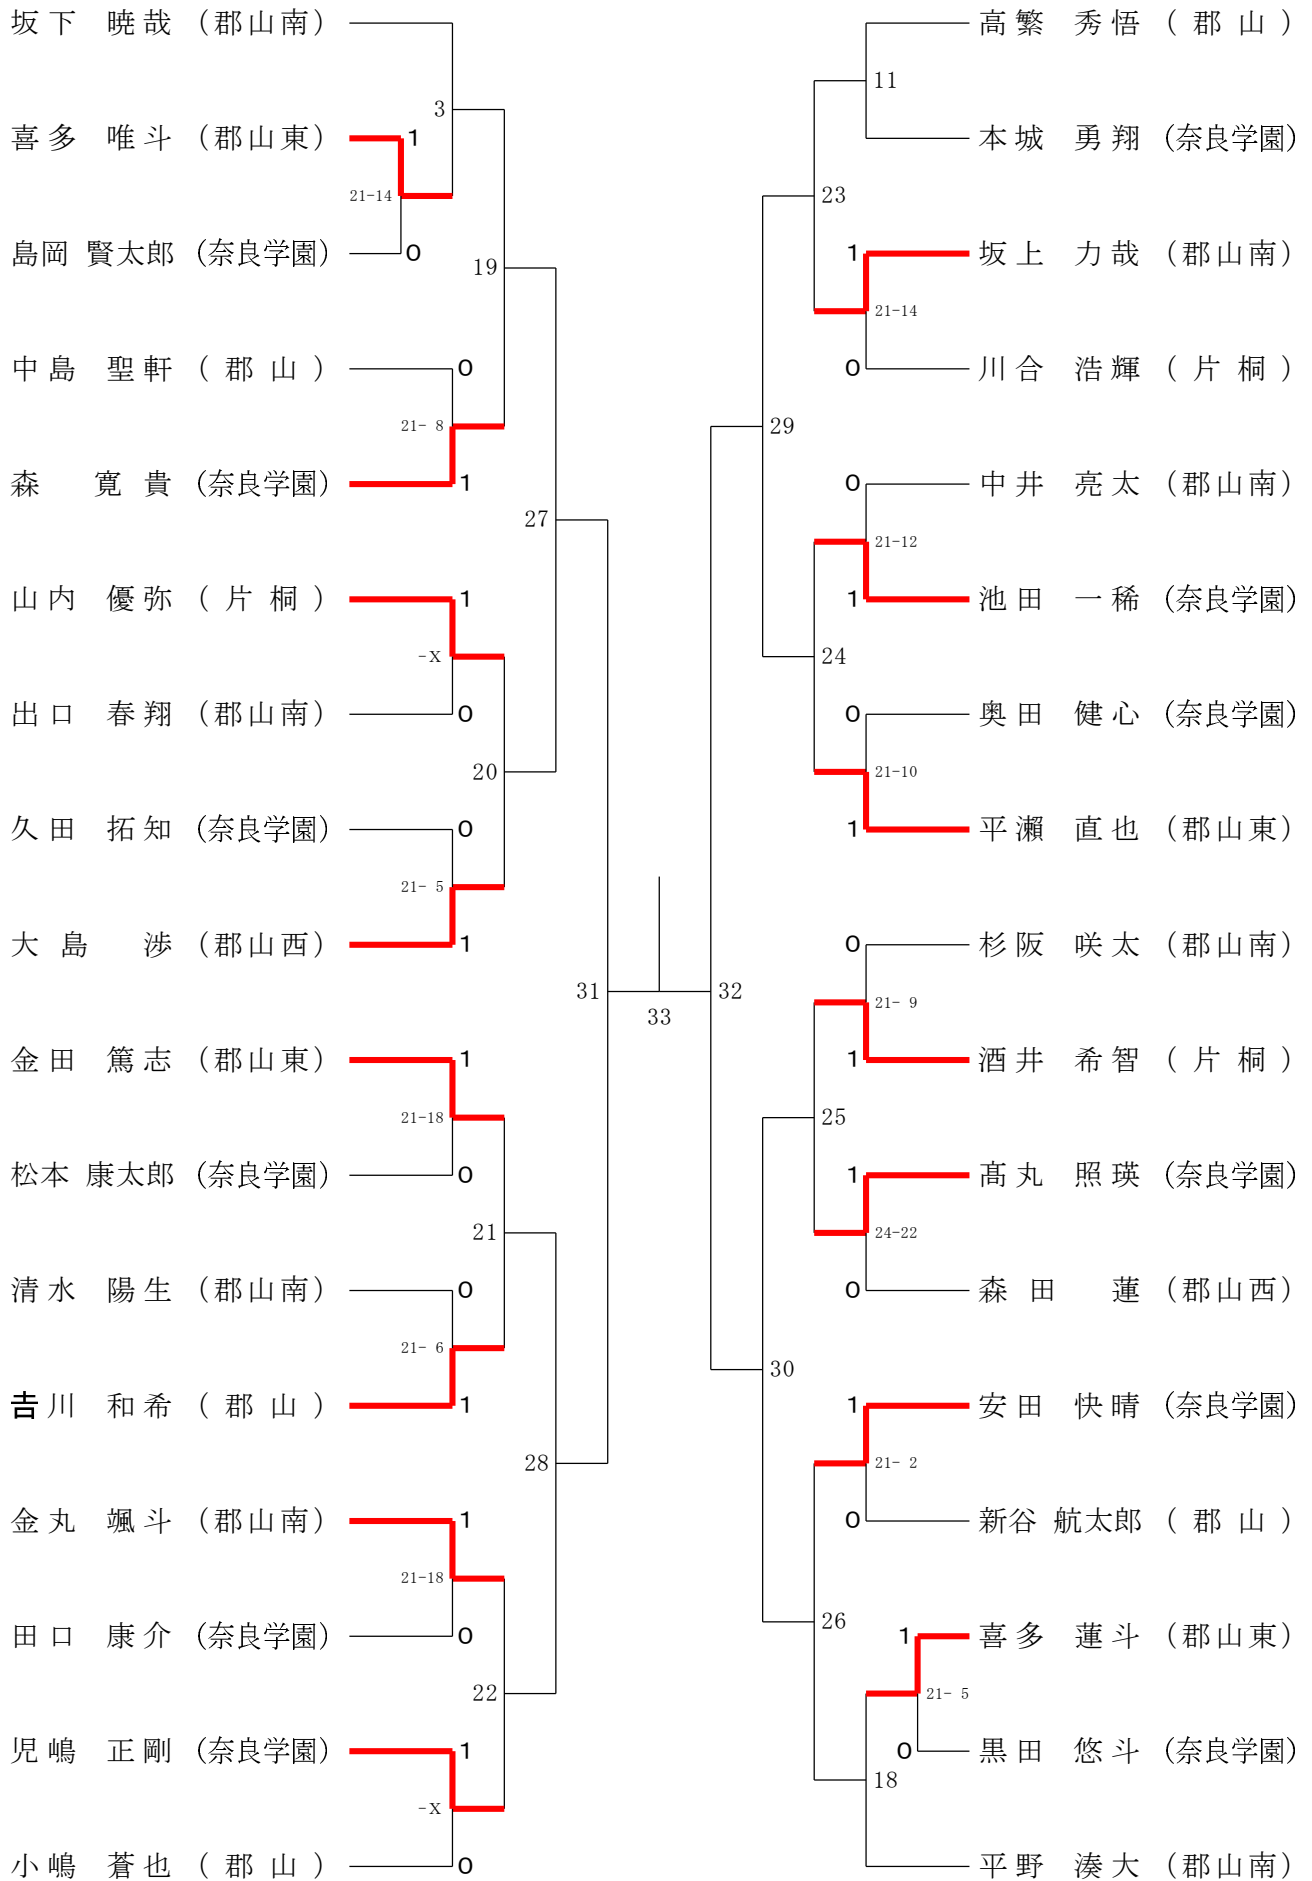 坂下 暁哉 (郡山南)
3
喜多 唯斗 (郡山東) 1
21-14
島岡 賢太郎 (奈良学園) 0
19
中島 聖軒 (郡山) 0
21- 8
森 寛貴 (奈良学園) 1
27
山内 優弥 (片桐) 1
-X
出口 春翔 (郡山南) 0
20
久田 拓知 (奈良学園) 0
21- 5
大島 渉 (郡山西) 1
31
33
金田 篤志 (郡山東) 1
21-18
松本 康太郎 (奈良学園) 0
21
清水 陽生 (郡山南) 0
21- 6
𠮷川 和希 (郡山) 1
28
金丸 颯斗 (郡山南) 1
21-18
田口 康介 (奈良学園) 0
22
児嶋 正剛 (奈良学園) 1
-X
小嶋 蒼也 (郡山) 0
高繁 秀悟 (郡山)
11
本城 勇翔 (奈良学園)
23
1 坂上 力哉 (郡山南)
21-14
0 川合 浩輝 (片桐)
29
0 中井 亮太 (郡山南)
21-12
1 池田 一稀 (奈良学園)
24
0 奥田 健心 (奈良学園)
21-10
1 平瀬 直也 (郡山東)
32
0 杉阪 咲太 (郡山南)
21- 9
1 酒井 希智 (片桐)
25
1 髙丸 照瑛 (奈良学園)
24-22
0 森田 蓮 (郡山西)
30
1 安田 快晴 (奈良学園)
21- 2
0 新谷 航太郎 (郡山)
26
1 喜多 蓮斗 (郡山東)
21- 5
0 黒田 悠斗 (奈良学園)
18
平野 湊大 (郡山南)